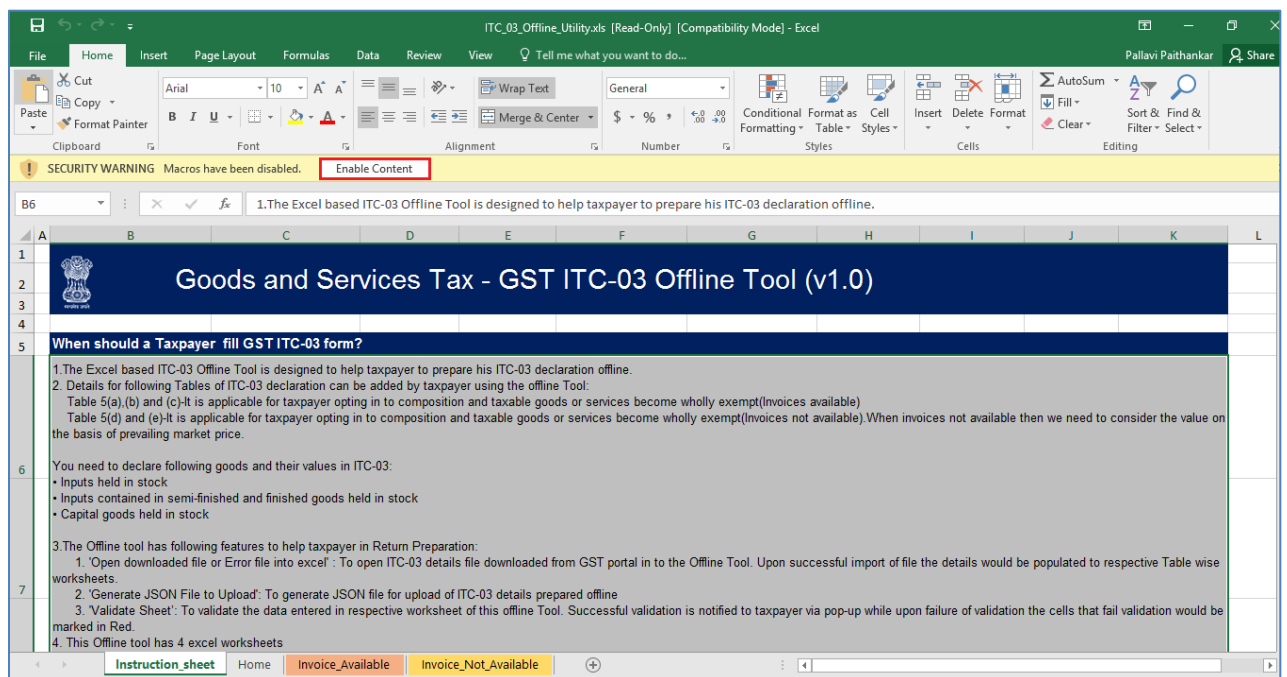 ITC_03_Offline_Utility.xls [Read-Only] [Compatibility Mode] - Excel
File Home Insert Page Layout Formulas Data Review View Tell me what you want to do... Pallavi Paithankar Share
Paste
Cut
Copy
Format Painter
Clipboard
Arial 10
B I U
Font
Wrap Text
Merge & Center
Alignment
General
$ % ,
Number
Conditional Formatting
Format as Table
Cell Styles
Styles
Insert Delete Format
Cells
AutoSum
Fill
Clear
Sort & Filter
Find & Select
Editing
SECURITY WARNING Macros have been disabled. Enable Content
B6 fx 1.The Excel based ITC-03 Offline Tool is designed to help taxpayer to prepare his ITC-03 declaration offline.
A B C D E F G H I J K L
1
2
3
4
5
6
7
Goods and Services Tax - GST ITC-03 Offline Tool (v1.0)
When should a Taxpayer fill GST ITC-03 form?
1.The Excel based ITC-03 Offline Tool is designed to help taxpayer to prepare his ITC-03 declaration offline.
2. Details for following Tables of ITC-03 declaration can be added by taxpayer using the offline Tool:
Table 5(a),(b) and (c)-It is applicable for taxpayer opting in to composition and taxable goods or services become wholly exempt(Invoices available)
Table 5(d) and (e)-It is applicable for taxpayer opting in to composition and taxable goods or services become wholly exempt(Invoices not available).When invoices not available then we need to consider the value on
the basis of prevailing market price.
You need to declare following goods and their values in ITC-03:
• Inputs held in stock
• Inputs contained in semi-finished and finished goods held in stock
• Capital goods held in stock
3.The Offline tool has following features to help taxpayer in Return Preparation:
1. 'Open downloaded file or Error file into excel' : To open ITC-03 details file downloaded from GST portal in to the Offline Tool. Upon successful import of file the details would be populated to respective Table wise
worksheets.
2. 'Generate JSON File to Upload': To generate JSON file for upload of ITC-03 details prepared offline
3. 'Validate Sheet': To validate the data entered in respective worksheet of this offline Tool. Successful validation is notified to taxpayer via pop-up while upon failure of validation the cells that fail validation would be
marked in Red.
4. This Offline tool has 4 excel worksheets
Instruction_sheet Home Invoice_Available Invoice_Not_Available